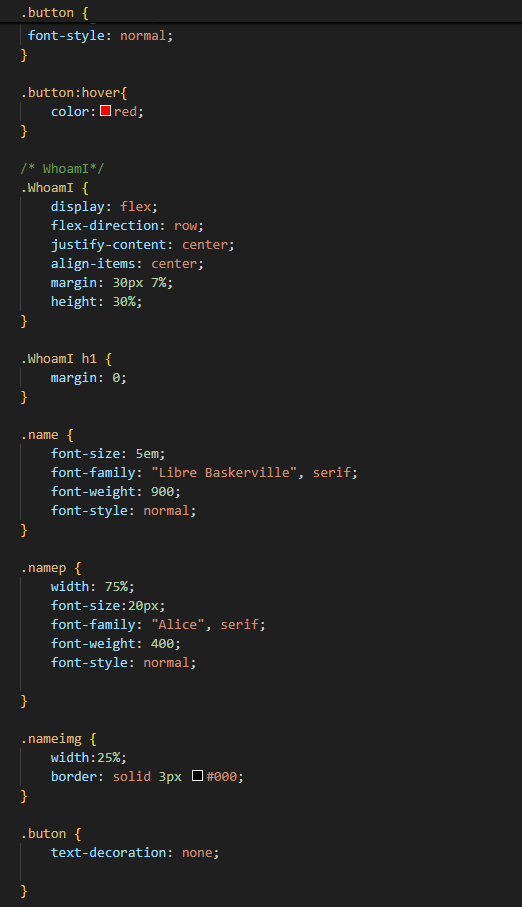 .button {
font-style: normal;
}
.button:hover{
color: red;
}
/* WhoamI*/
.WhoamI {
display: flex;
flex-direction: row;
justify-content: center;
align-items: center;
margin: 30px 7%;
height: 30%;
}
.WhoamI h1 {
margin: 0;
}
.name {
font-size: 5em;
font-family: "Libre Baskerville", serif;
font-weight: 900;
font-style: normal;
}
.namep {
width: 75%;
font-size:20px;
font-family: "Alice", serif;
font-weight: 400;
font-style: normal;
}
.nameimg {
width:25%;
border: solid 3px #000;
}
.buton {
text-decoration: none;
}